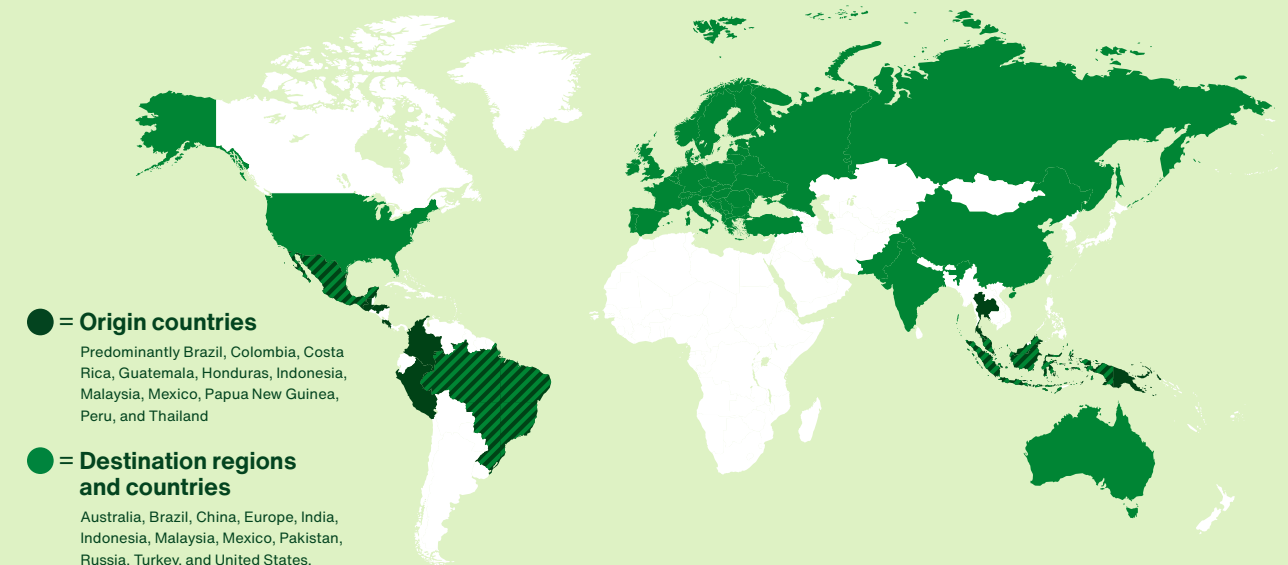 = Origin countries
Predominantly Brazil, Colombia, Costa
Rica, Guatemala, Honduras, Indonesia,
Malaysia, Mexico, Papua New Guinea,
Peru, and Thailand
= Destination regions
and countries
Australia, Brazil, China, Europe, India,
Indonesia, Malaysia, Mexico, Pakistan,
Russia, Turkey, and United States.